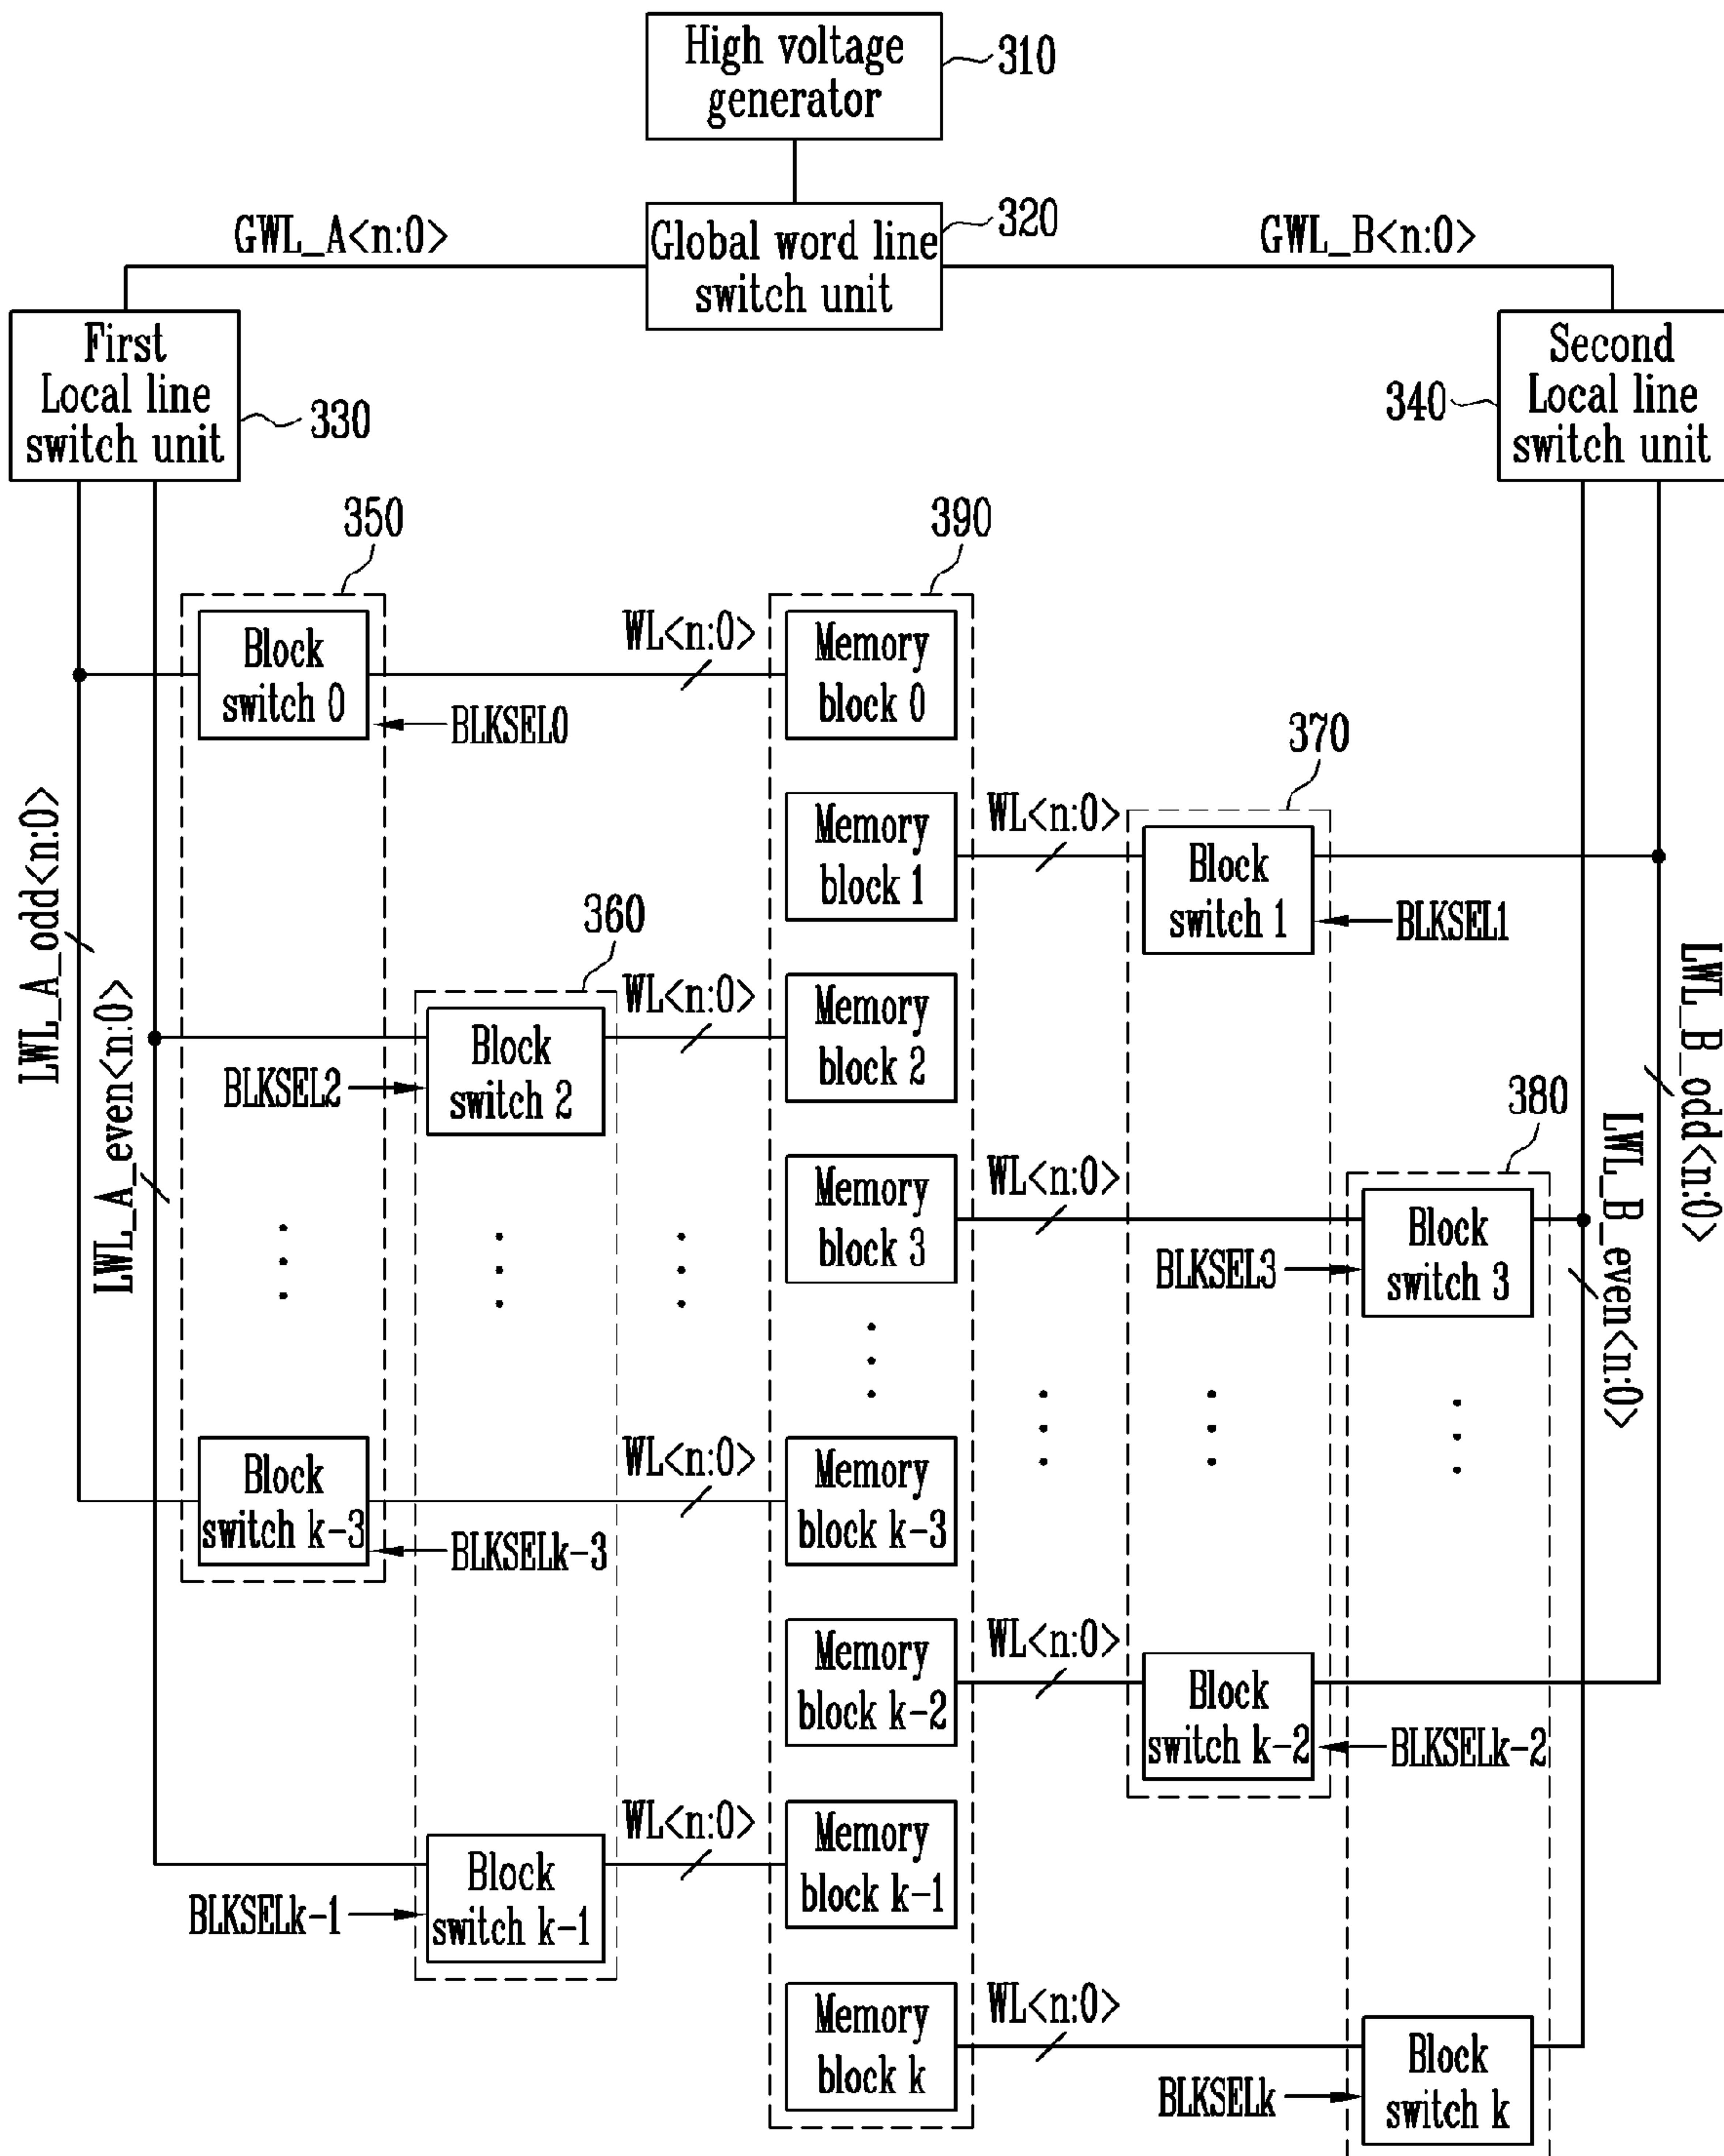 High voltage
generator
310
Global word line
switch unit
320
GWL_A<n:0>
GWL_B<n:0>
First
Local line
switch unit
330
Second
Local line
switch unit
340
350
390
Block
switch 0
WL<n:0>
Memory
block 0
BLKSEL0
370
LWL_A_odd<n:0>
Memory
block 1
WL<n:0>
Block
switch 1
BLKSEL1
360
LWL_A_even<n:0>
Block
switch 2
WL<n:0>
Memory
block 2
BLKSEL2
LWL_B_odd<n:0>
380
LWL_B_even<n:0>
Memory
block 3
WL<n:0>
Block
switch 3
BLKSEL3
Block
switch k-3
WL<n:0>
Memory
block k-3
BLKSELk-3
Memory
block k-2
WL<n:0>
Block
switch k-2
BLKSELk-2
Block
switch k-1
WL<n:0>
Memory
block k-1
BLKSELk-1
Memory
block k
WL<n:0>
Block
switch k
BLKSELk